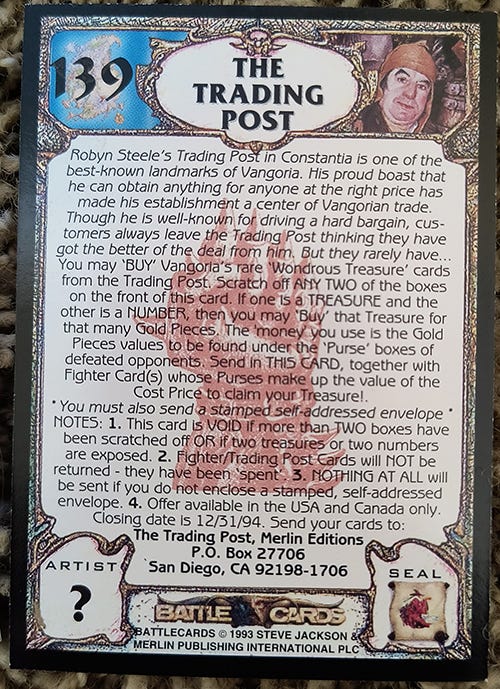 139
THE
TRADING
POST
Robyn Steele's Trading Post in Constantia is one of the
best-known landmarks of Vangoria. His proud boast that
he can obtain anything for anyone at the right price has
made his establishment a center of Vangorian trade.
Though he is well-known for driving a hard bargain, cus-
tomers always leave the Trading Post thinking they have
got the better of the deal from him. But they rarely have...
You may 'BUY' Vangoria's rare 'Wondrous Treasure' cards
from the Trading Post. Scratch off any TWO of the boxes
on the front of this card. If one is a TREASURE and the
other is a NUMBER, then you may 'Buy' that Treasure for
that many Gold Pieces. The 'money' you use is the Gold
Pieces values to be found under the 'Purse' boxes of
defeated opponents. Send in THIS CARD, together with
Fighter Card(s) whose Purses make up the value of the
Cost Price to claim your Treasure!.
* You must also send a stamped self-addressed envelope *
NOTES: 1. This card is VOID if more than TWO boxes have
been scratched off OR if two treasures or two numbers
are exposed. 2. Fighter/Trading Post Cards will NOT be
returned - they have been 'spent'. 3. NOTHING AT ALL will
be sent if you do not enclose a stamped, self-addressed
envelope. 4. Offer available in the USA and Canada only.
Closing date is 12/31/94. Send your cards to:
The Trading Post, Merlin Editions
P.O. Box 27706
San Diego, CA 92198-1706
ARTIST
?
SEAL
BATTLE CARDS
BATTLECARDS © 1993 STEVE JACKSON &
MERLIN PUBLISHING INTERNATIONAL PLC